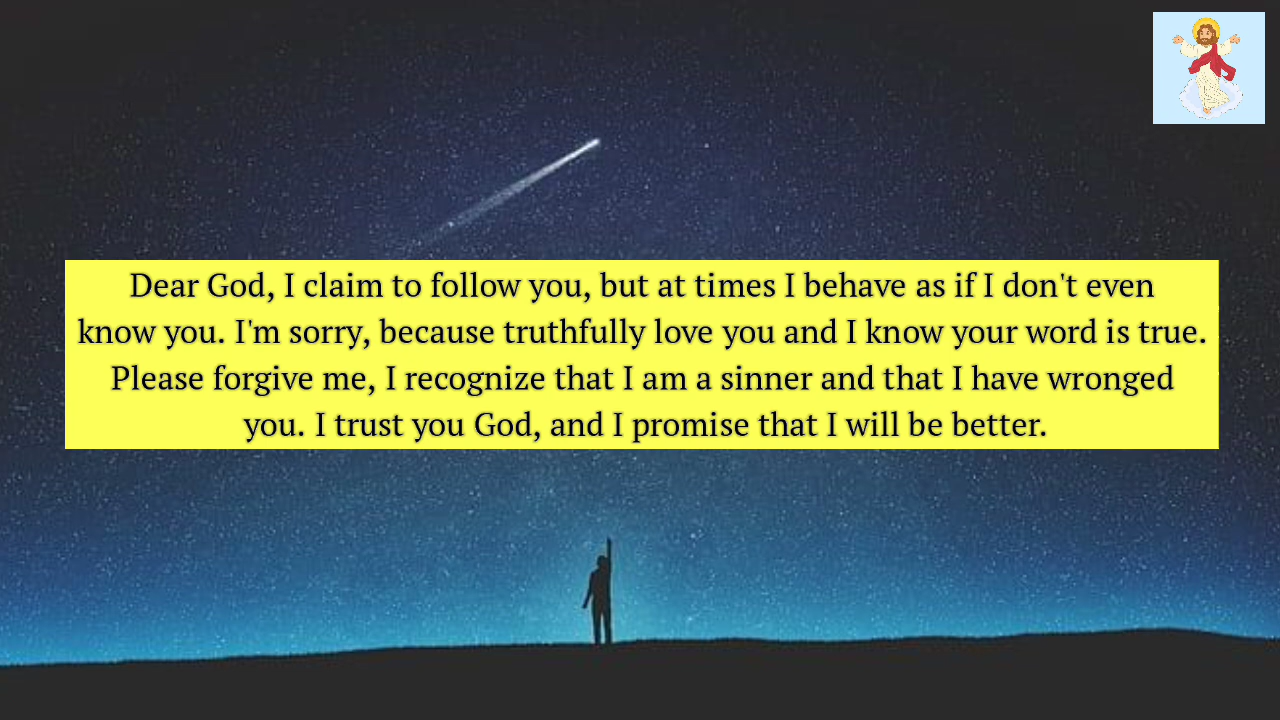 Dear God, I claim to follow you, but at times I behave as if I don't even
know you. I'm sorry, because truthfully love you and I know your word is true.
Please forgive me, I recognize that I am a sinner and that I have wronged
you. I trust you God, and I promise that I will be better.